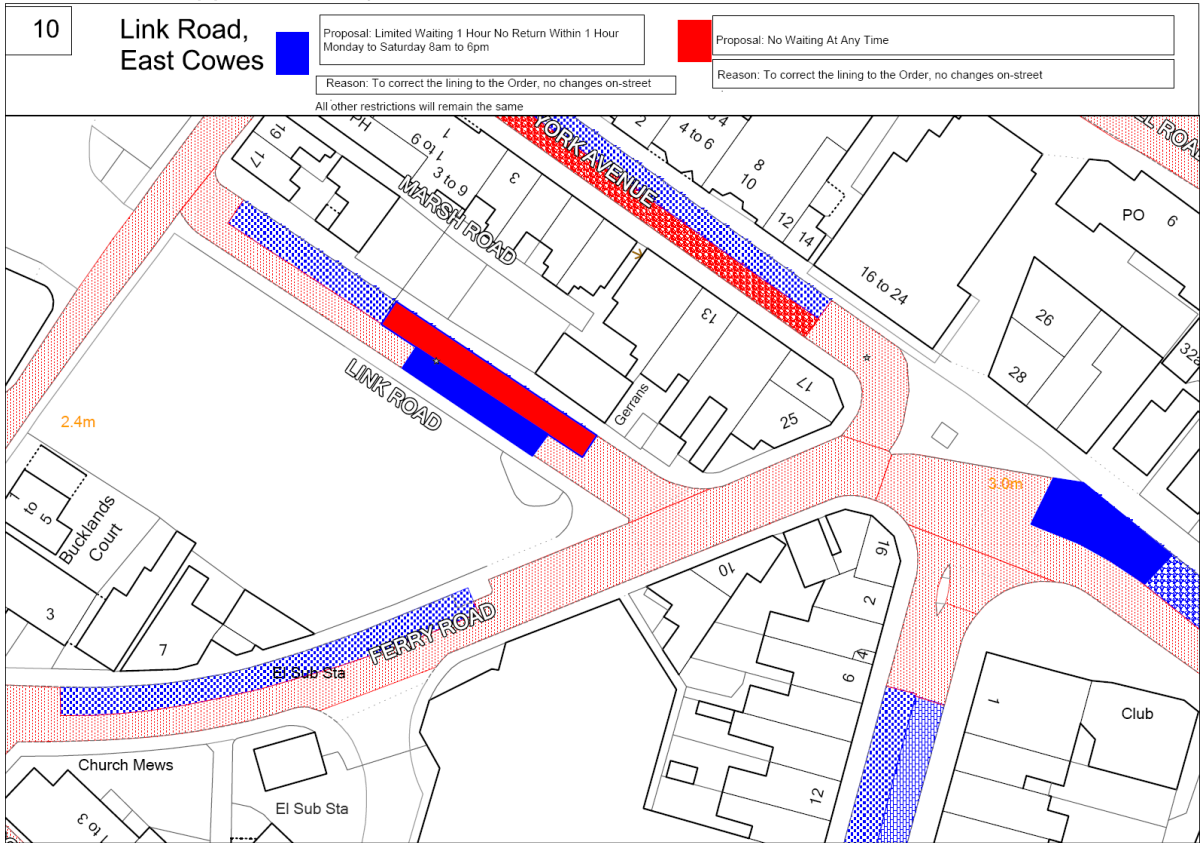 10
Link Road,
East Cowes
Proposal: Limited Waiting 1 Hour No Return Within 1 Hour
Monday to Saturday 8am to 6pm
Reason: To correct the lining to the Order, no changes on-street
All other restrictions will remain the same
Proposal: No Waiting At Any Time
Reason: To correct the lining to the Order, no changes on-street
19
17
PH
1 to 9
1
3 to 9
3
MARSH ROAD
YORK AVENUE
2
4 to 6
4
8
10
12
14
16 to 24
PO
6
26
28
32a
13
17
25
Gerrans
LINK ROAD
2.4m
3.0m
1
to
5
Bucklands
Court
3
7
FERRY ROAD
El Sub Sta
10
16
2
4
6
12
1
Club
Church Mews
1 to 3
El Sub Sta